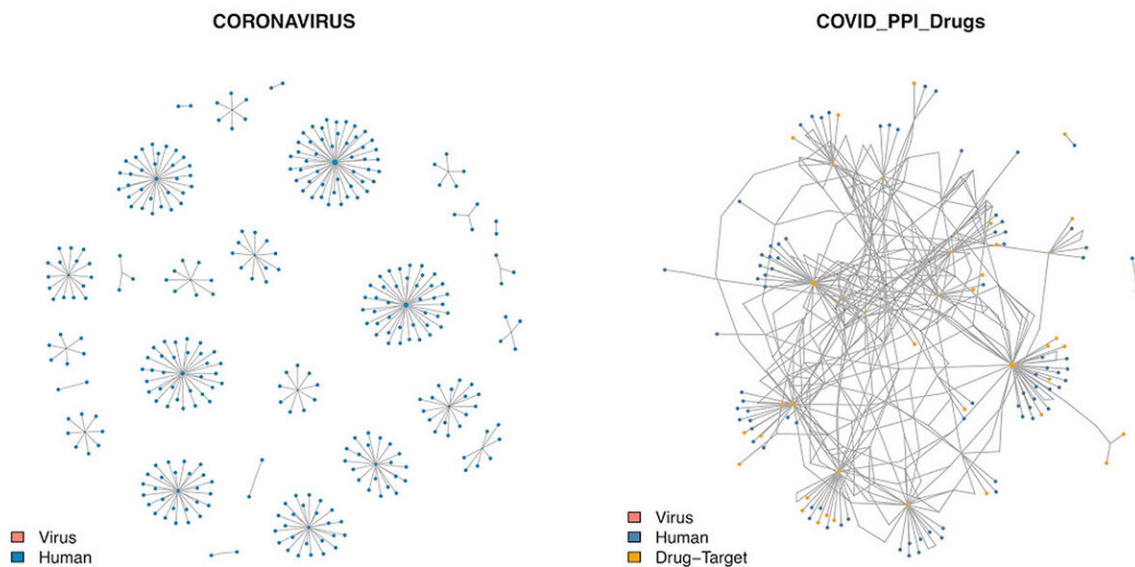 CORONAVIRUS
Virus
Human
COVID_PPI_Drugs
Virus
Human
Drug–Target